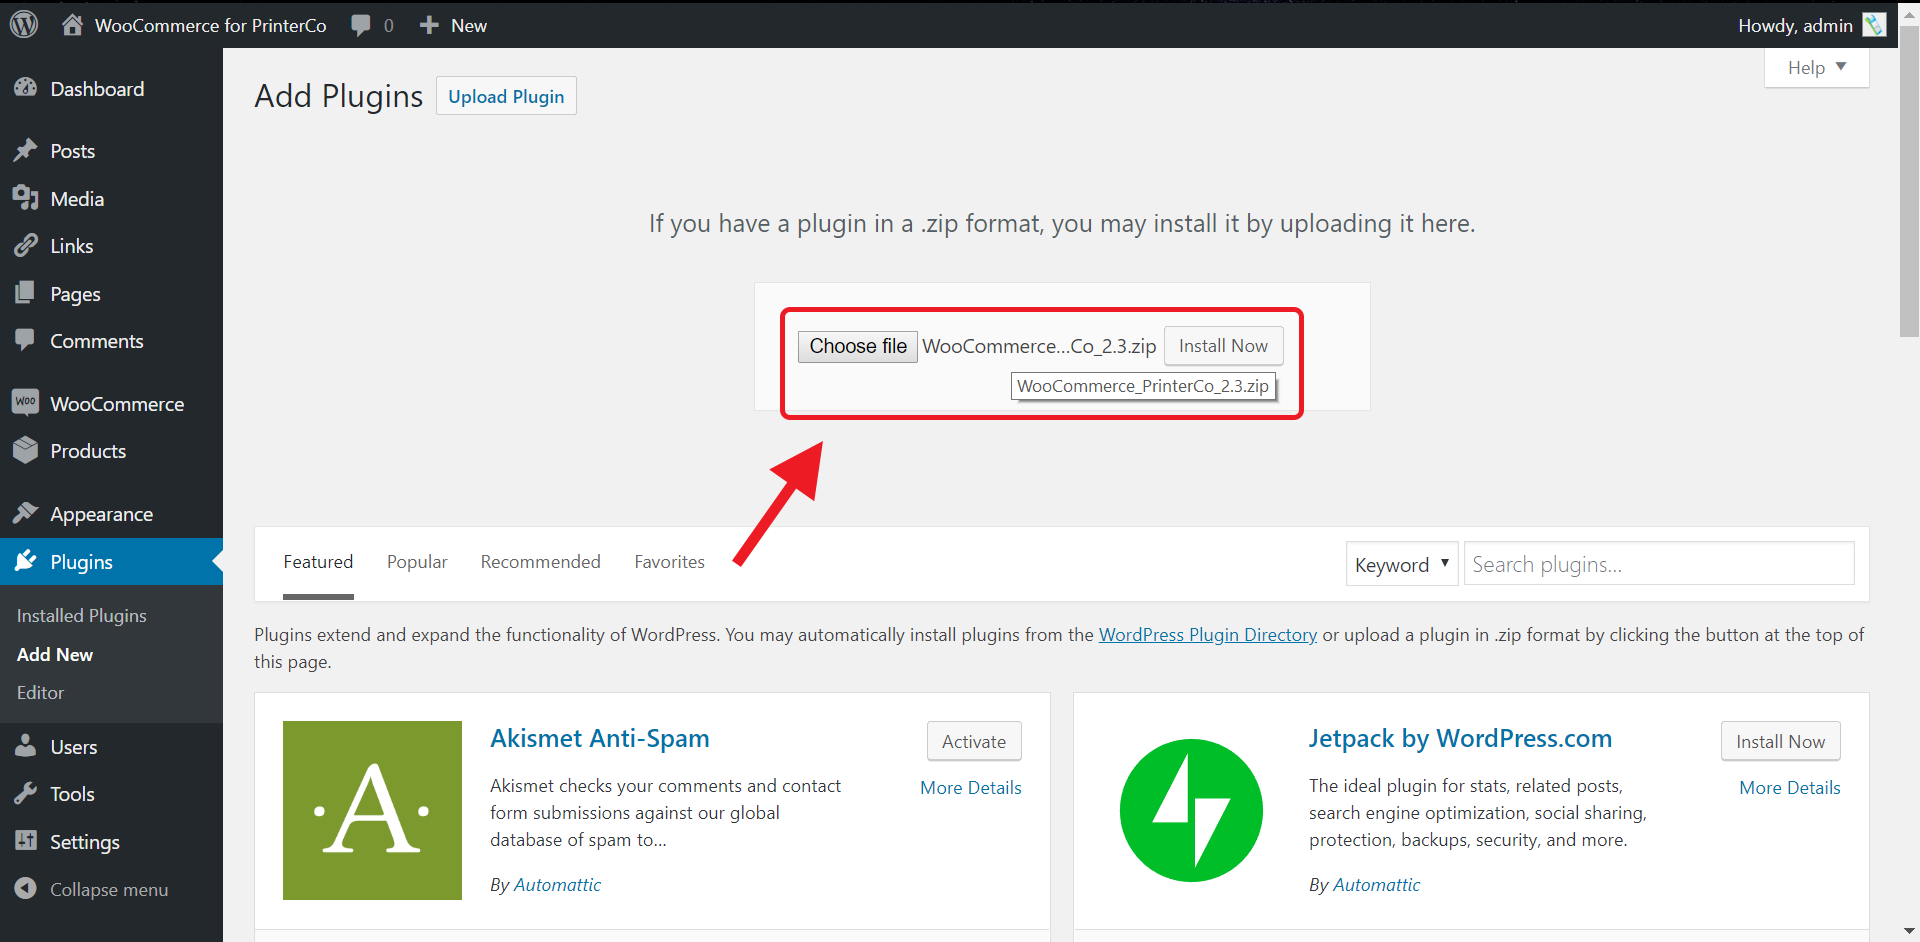 WooCommerce for PrinterCo 0 New Howdy, admin
Help
Dashboard
Posts
Media
Links
Pages
Comments
WOO WooCommerce
Products
Appearance
Plugins
Installed Plugins
Add New
Editor
Users
Tools
Settings
Collapse menu
Add Plugins Upload Plugin
If you have a plugin in a .zip format, you may install it by uploading it here.
Choose file WooCommerce...Co_2.3.zip Install Now
WooCommerce_PrinterCo_2.3.zip
Featured Popular Recommended Favorites Keyword Search plugins...
Plugins extend and expand the functionality of WordPress. You may automatically install plugins from the WordPress Plugin Directory or upload a plugin in .zip format by clicking the button at the top of
this page.
·A·
Akismet Anti-Spam
Activate
More Details
Akismet checks your comments and contact
form submissions against our global
database of spam to...
By Automattic
Jetpack by WordPress.com
Install Now
More Details
The ideal plugin for stats, related posts,
search engine optimization, social sharing,
protection, backups, security, and more.
By Automattic